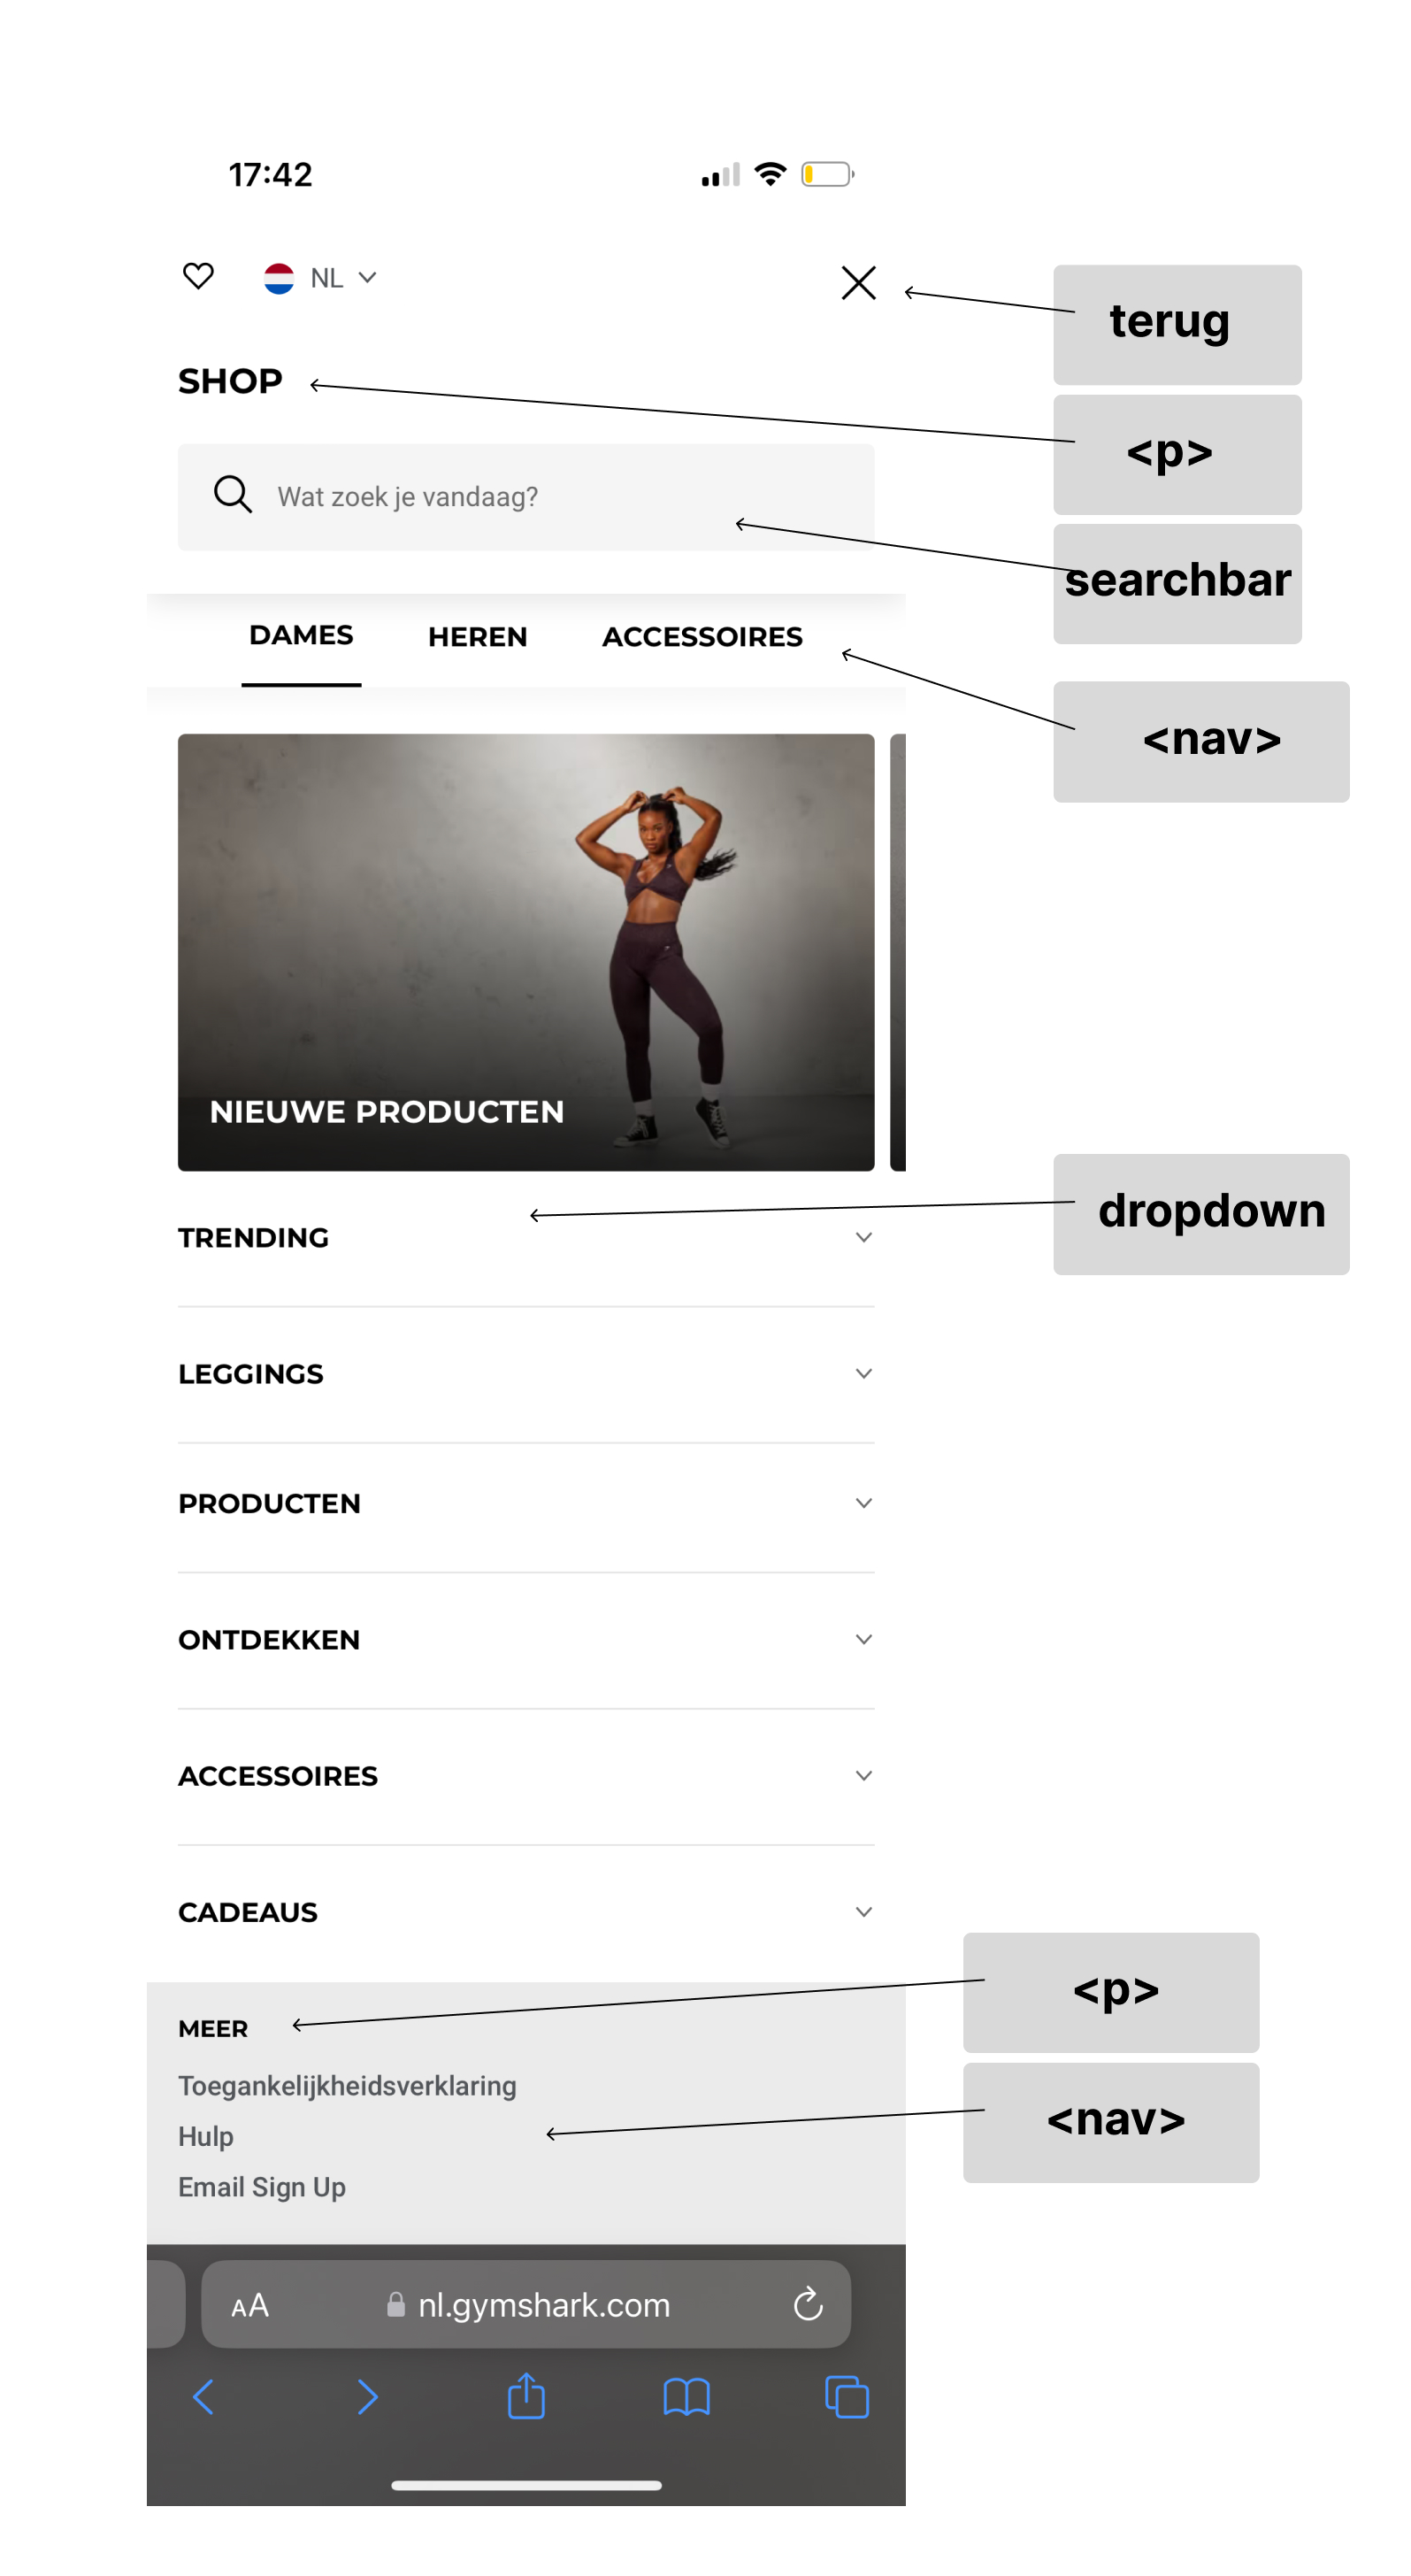 17:42
NL
terug
SHOP
<p>
Wat zoek je vandaag?
searchbar
DAMES HEREN ACCESSOIRES
<nav>
NIEUWE PRODUCTEN
dropdown
TRENDING
LEGGINGS
PRODUCTEN
ONTDEKKEN
ACCESSOIRES
CADEAUS
<p>
MEER
Toegankelijkheidsverklaring
<nav>
Hulp
Email Sign Up
AA nl.gymshark.com